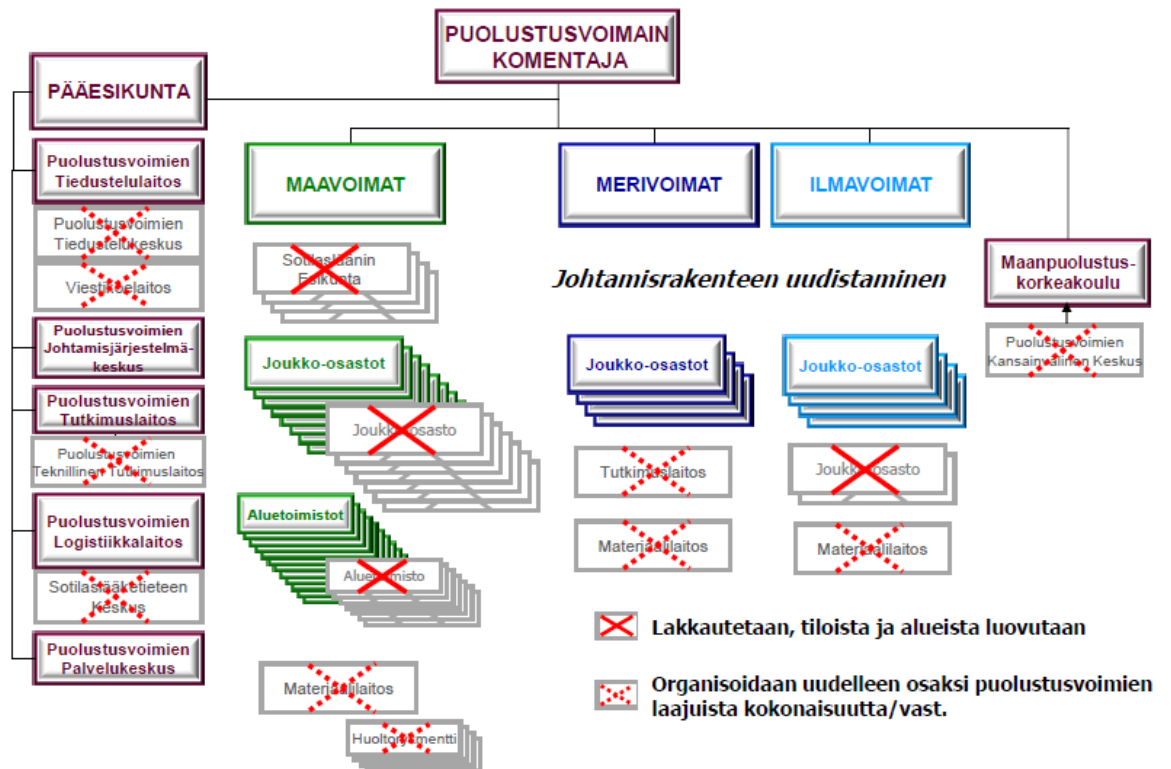 PUOLUSTUSVOIMAIN
KOMENTAJA
PÄÄESIKUNTA
Puolustusvoimien
Tiedustelulaitos
Puolustusvoimien
Tiedustelukeskus
Viestikoelaitos
Puolustusvoimien
Johtamisjärjestelmä-
keskus
Puolustusvoimien
Tutkimuslaitos
Puolustusvoimien
Teknillinen Tutkimuslaitos
Puolustusvoimien
Logistiikkalaitos
Sotilaslääketieteen
Keskus
Puolustusvoimien
Palvelukeskus
MAAVOIMAT
Sotilasläänin
Esikunta
Joukko-osastot
Joukko-osasto
Aluetoimistot
Aluetoimisto
Materiaalilaitos
Huoltorykmentti
MERIVOIMAT
ILMAVOIMAT
Johtamisrakenteen uudistaminen
Joukko-osastot
Tutkimuslaitos
Materiaalilaitos
Joukko-osastot
Joukko-osasto
Materiaalilaitos
Maanpuolustus-
korkeakoulu
Puolustusvoimien
Kansainvälinen Keskus
Lakkautetaan, tiloista ja alueista luovutaan
Organisoidaan uudelleen osaksi puolustusvoimien
laajuista kokonaisuutta/vast.